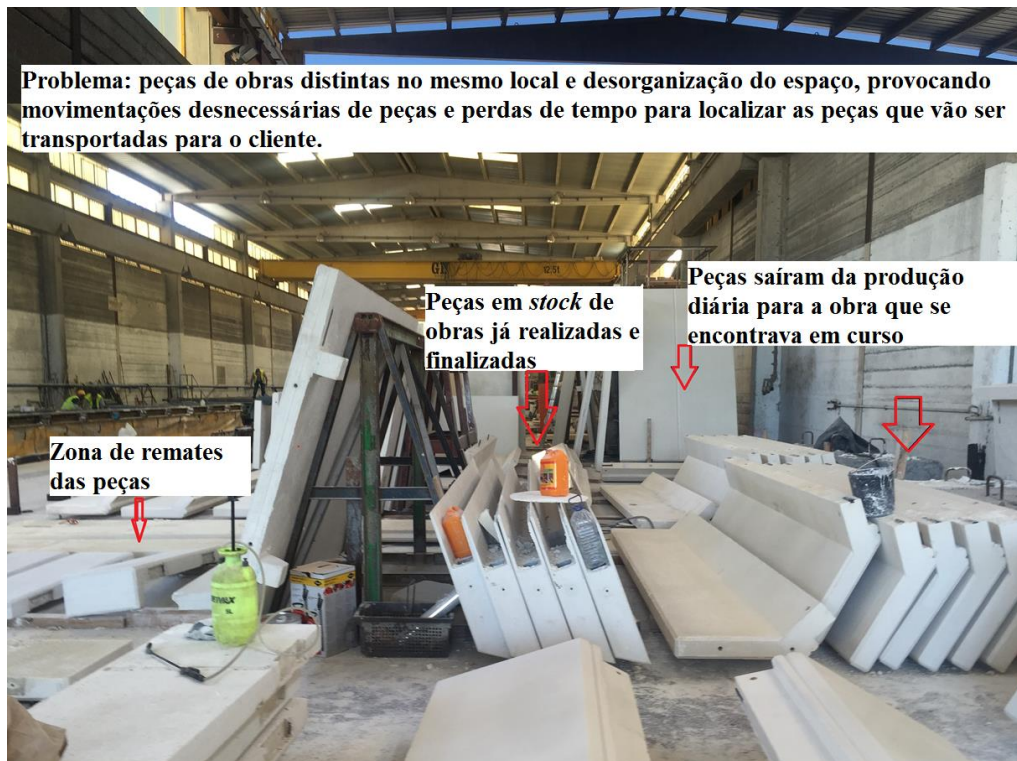 Problema: peças de obras distintas no mesmo local e desorganização do espaço, provocando
movimentações desnecessárias de peças e perdas de tempo para localizar as peças que vão ser
transportadas para o cliente.
Peças saíram da produção
diária para a obra que se
encontrava em curso
Peças em stock de
obras já realizadas e
finalizadas
Zona de remates
das peças
12,5t